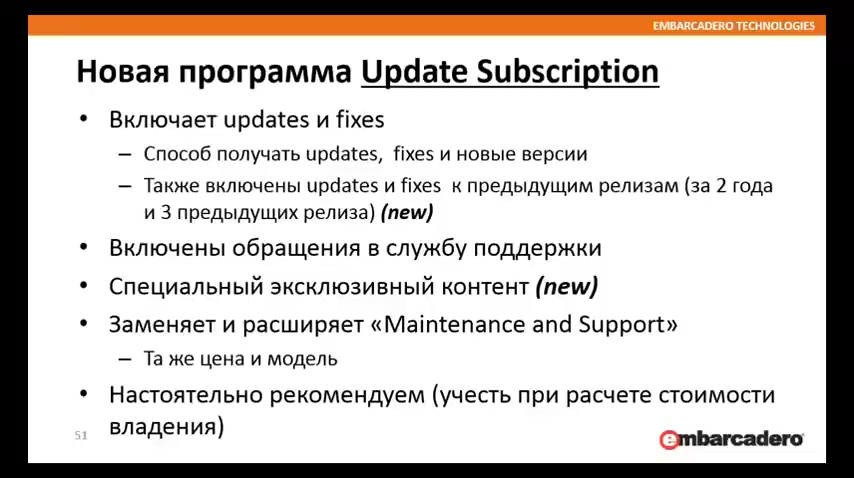 EMBARCADERO TECHNOLOGIES
Новая программа Update Subscription
• Включает updates и fixes
– Способ получать updates, fixes и новые версии
– Также включены updates и fixes к предыдущим релизам (за 2 года
и 3 предыдущих релиза) (new)
• Включены обращения в службу поддержки
• Специальный эксклюзивный контент (new)
• Заменяет и расширяет «Maintenance and Support»
– Та же цена и модель
• Настоятельно рекомендуем (учесть при расчете стоимости
владения)
51
embarcadero